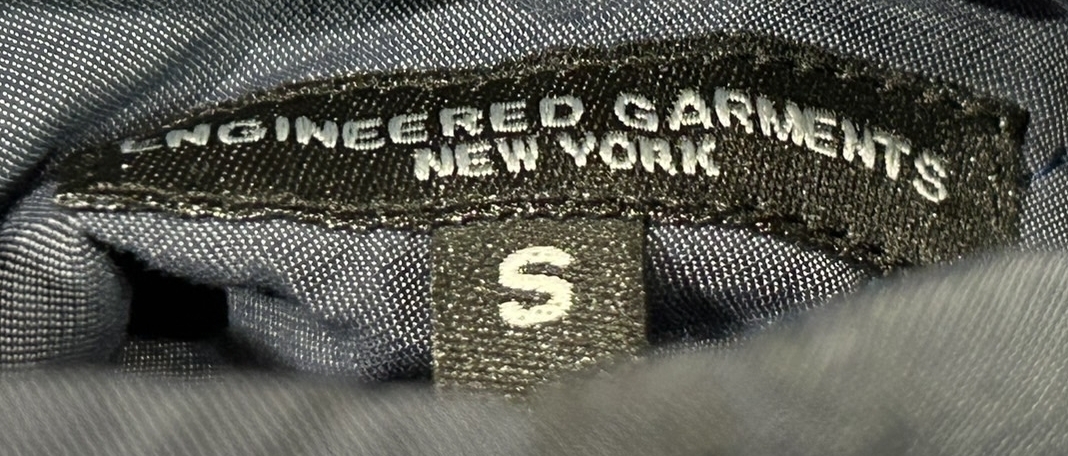 ENGINEERED GARMENTS
NEW YORK
S